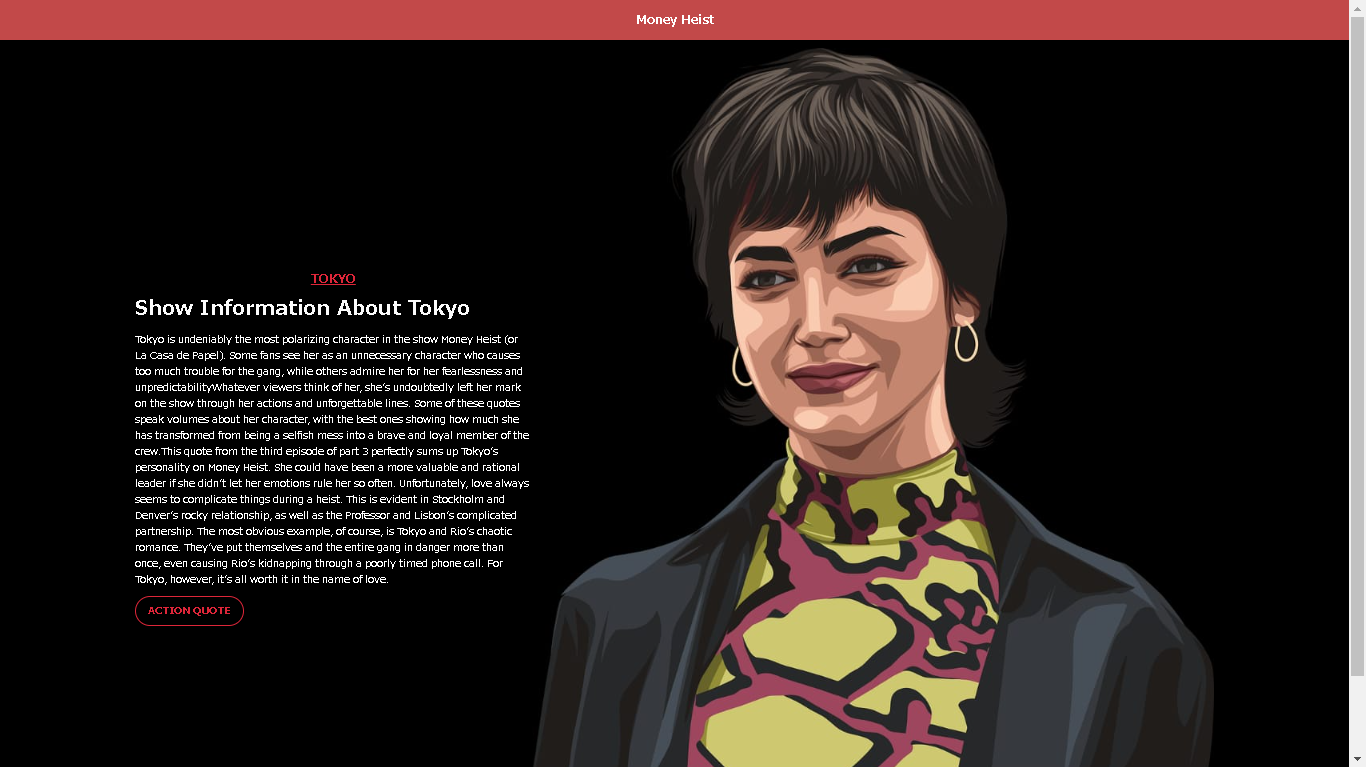 Money Heist
TOKYO
Show Information About Tokyo
Tokyo is undeniably the most polarizing character in the show Money Heist (or
La Casa de Papel). Some fans see her as an unnecessary character who causes
too much trouble for the gang, while others admire her for her fearlessness and
unpredictabilityWhatever viewers think of her, she’s undoubtedly left her mark
on the show through her actions and unforgettable lines. Some of these quotes
speak volumes about her character, with the best ones showing how much she
has transformed from being a selfish mess into a brave and loyal member of the
crew.This quote from the third episode of part 3 perfectly sums up Tokyo’s
personality on Money Heist. She could have been a more valuable and rational
leader if she didn’t let her emotions rule her so often. Unfortunately, love always
seems to complicate things during a heist. This is evident in Stockholm and
Denver’s rocky relationship, as well as the Professor and Lisbon’s complicated
partnership. The most obvious example, of course, is Tokyo and Rio’s chaotic
romance. They’ve put themselves and the entire gang in danger more than
once, even causing Rio’s kidnapping through a poorly timed phone call. For
Tokyo, however, it’s all worth it in the name of love.
ACTION QUOTE